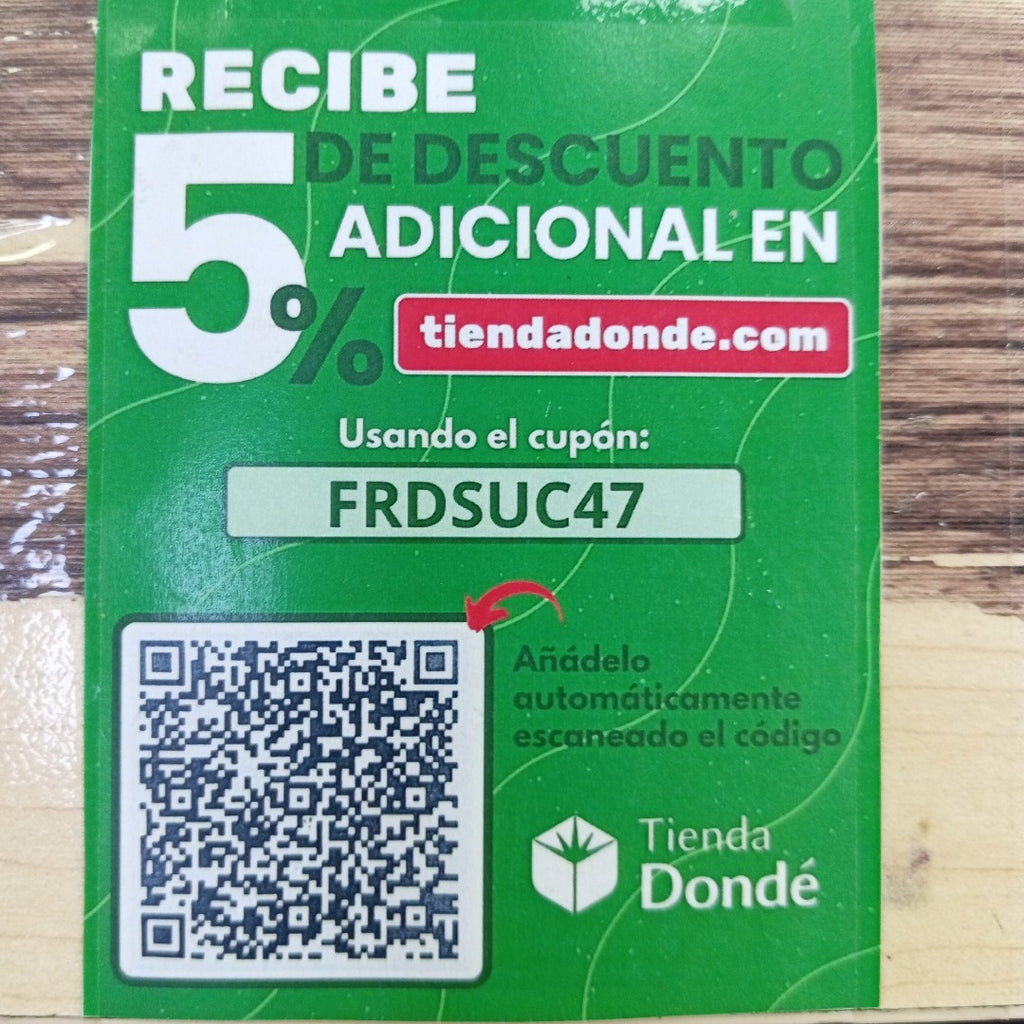 RECIBE
5% DE DESCUENTO
ADICIONAL EN
tiendadonde.com
Usando el cupón:
FRDSUC47
Añádelo
automáticamente
escaneado el código
Tienda
Dondé